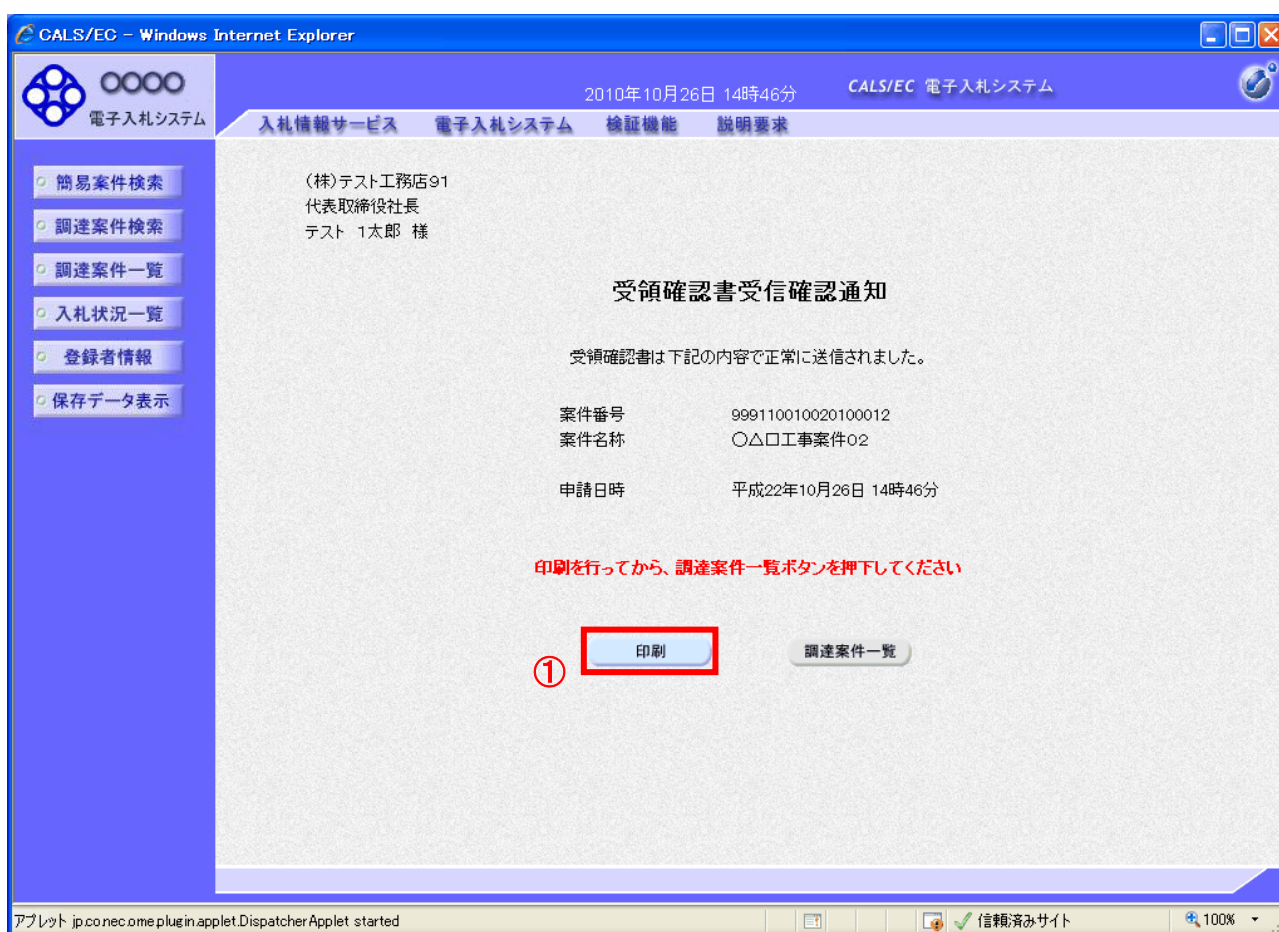 CALS/EC - Windows Internet Explorer
○○○○
電子入札システム
2010年10月26日 14時46分
CALS/EC 電子入札システム
入札情報サービス 電子入札システム 検証機能 説明要求
簡易案件検索
調達案件検索
調達案件一覧
入札状況一覧
登録者情報
保存データ表示
(株)テスト工務店91
代表取締役社長
テスト 1太郎 様
受領確認書受信確認通知
受領確認書は下記の内容で正常に送信されました。
案件番号 999110010020100012
案件名称 ○△口工事案件02
申請日時 平成22年10月26日 14時46分
印刷を行ってから、調達案件一覧ボタンを押下してください
① 印刷 調達案件一覧
アプレット jp.co.nec.ome.plugin.applet.DispatcherApplet started 信頼済みサイト 100%